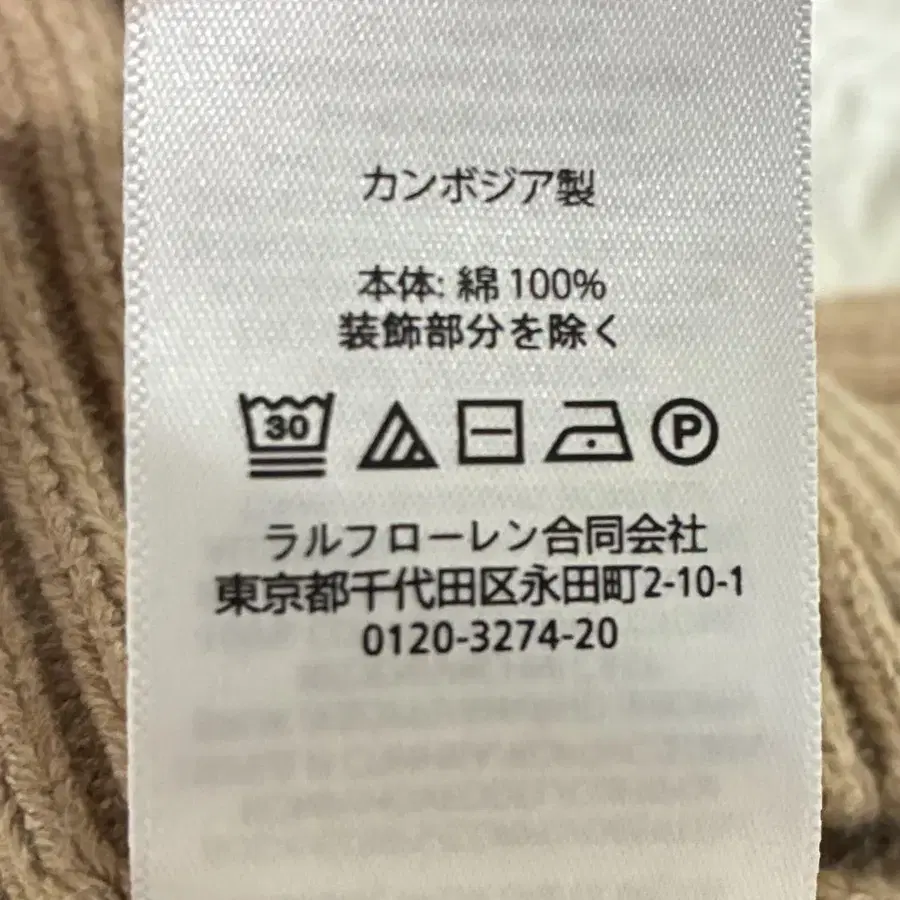 カンボジア製
本体: 綿 100%
装飾部分を除く
30
P
ラルフローレン合同会社
東京都千代田区永田町2-10-1
0120-3274-20